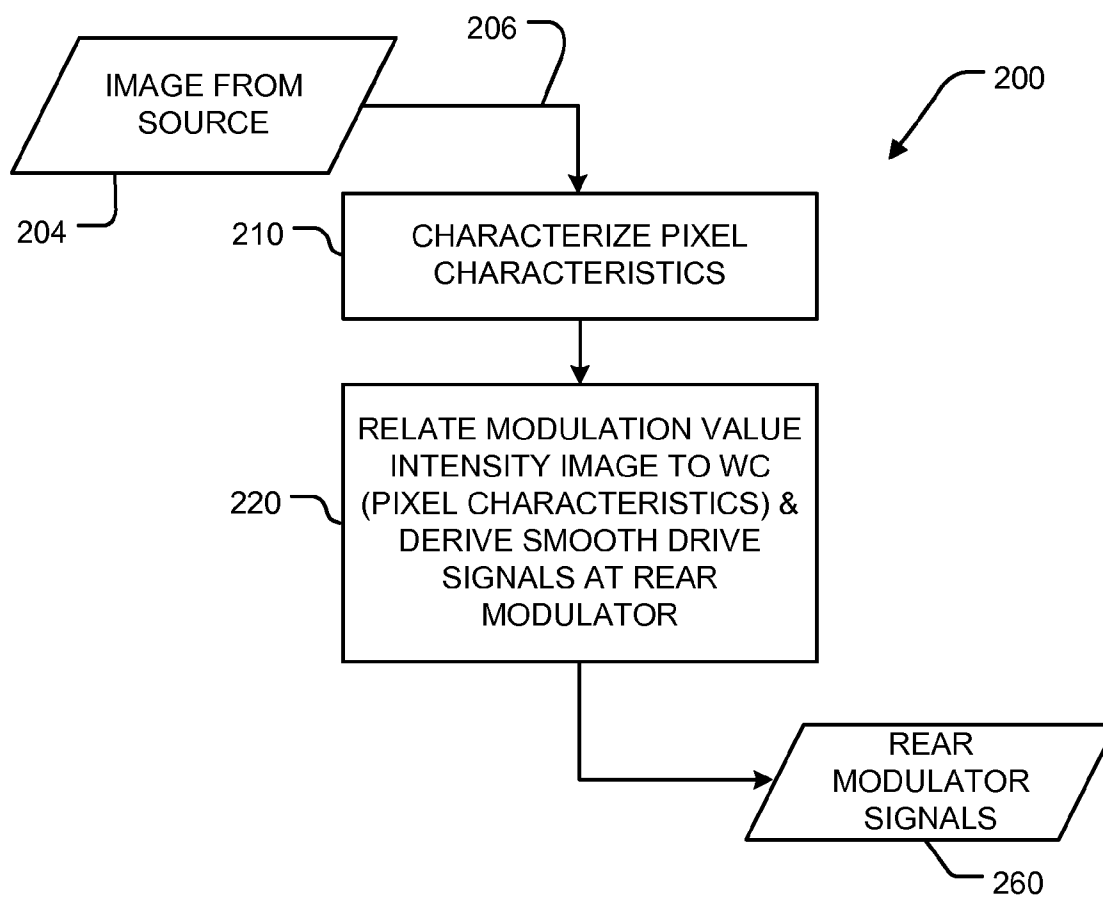 206
IMAGE FROM
SOURCE
200
204
210
CHARACTERIZE PIXEL
CHARACTERISTICS
220
RELATE MODULATION VALUE
INTENSITY IMAGE TO WC
(PIXEL CHARACTERISTICS) &
DERIVE SMOOTH DRIVE
SIGNALS AT REAR
MODULATOR
REAR
MODULATOR
SIGNALS
260